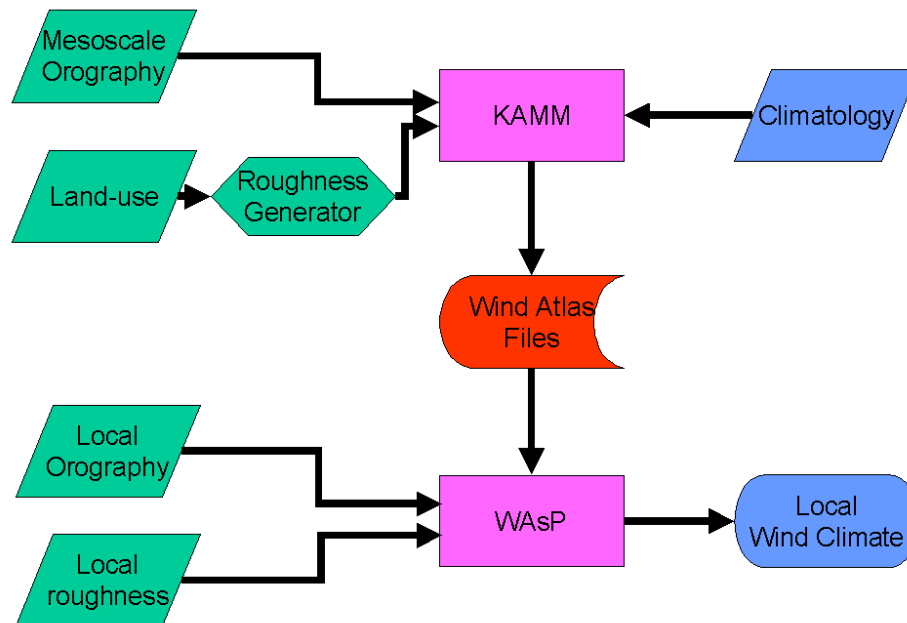 Mesoscale
Orography
KAMM
Climatology
Land-use
Roughness
Generator
Wind Atlas
Files
Local
Orography
WAsP
Local
Wind Climate
Local
roughness